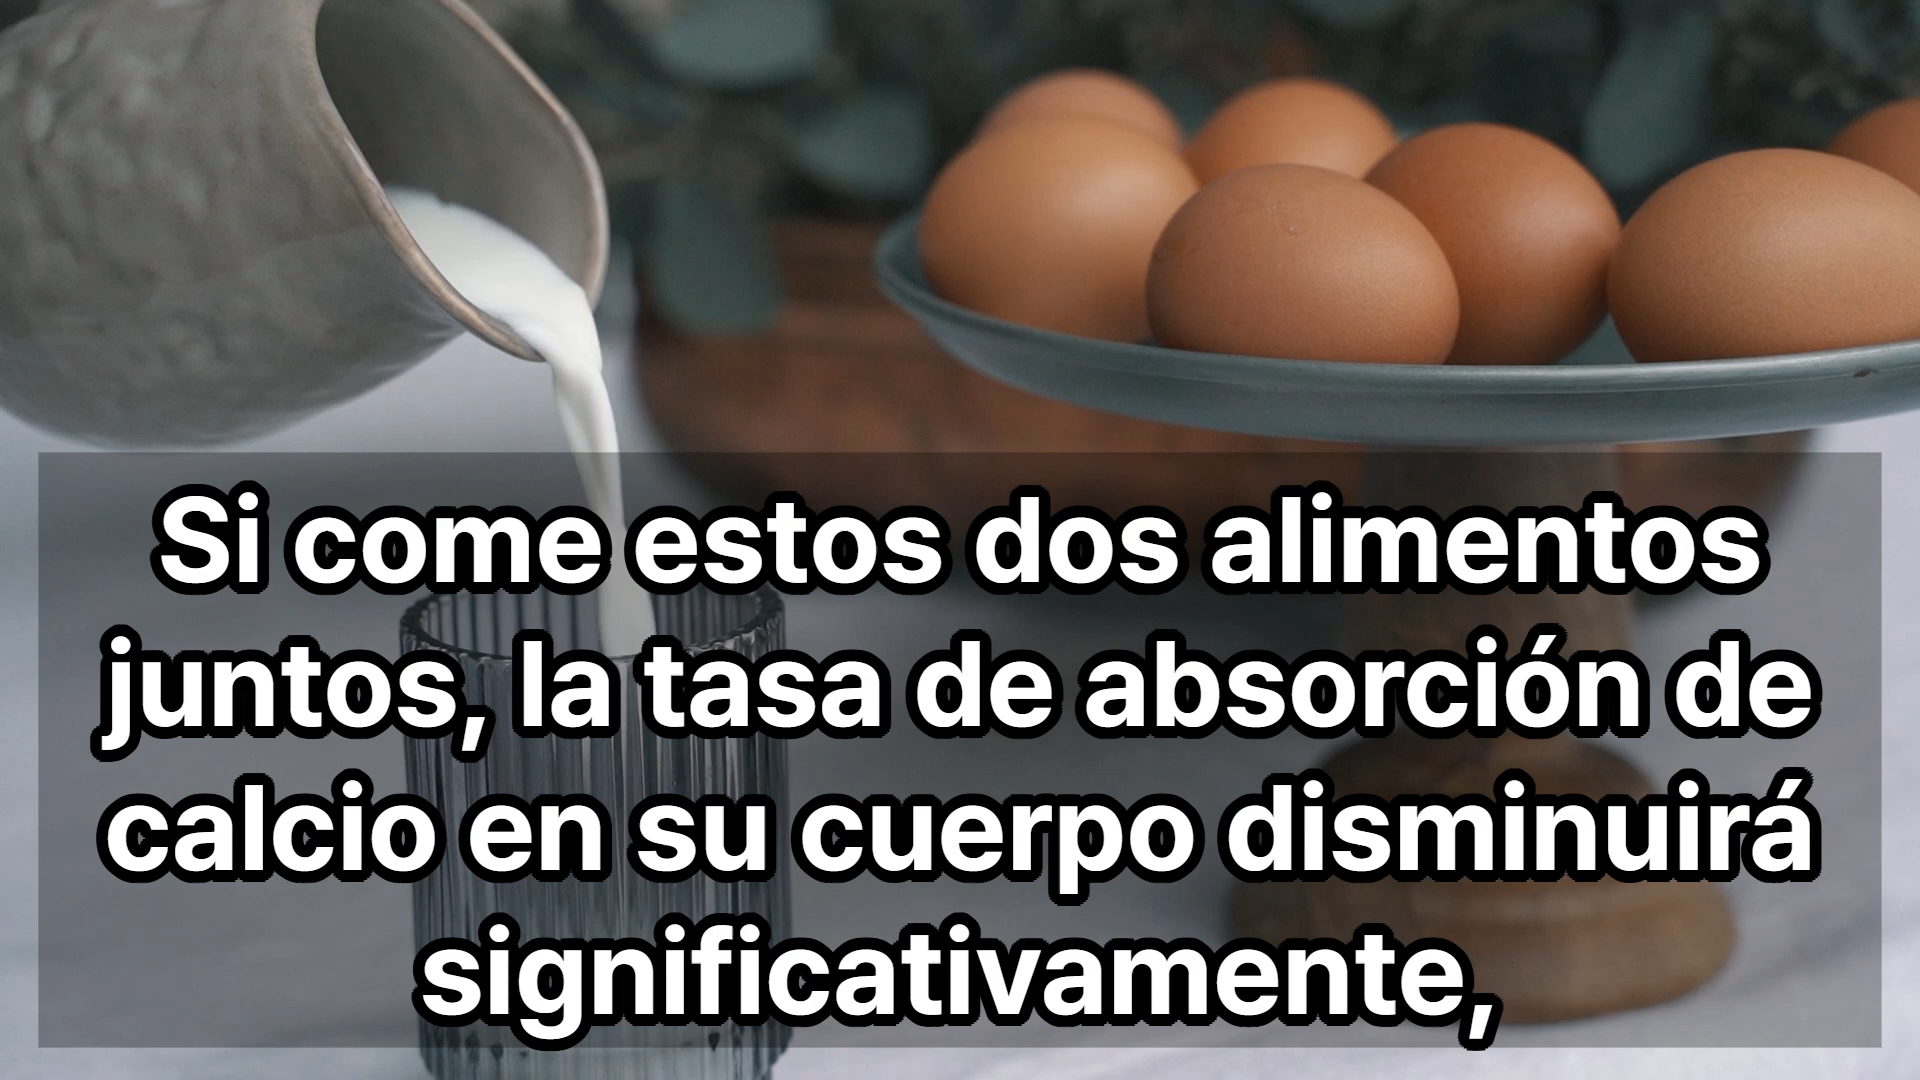 Si come estos dos alimentos
juntos, la tasa de absorción de
calcio en su cuerpo disminuirá
significativamente,